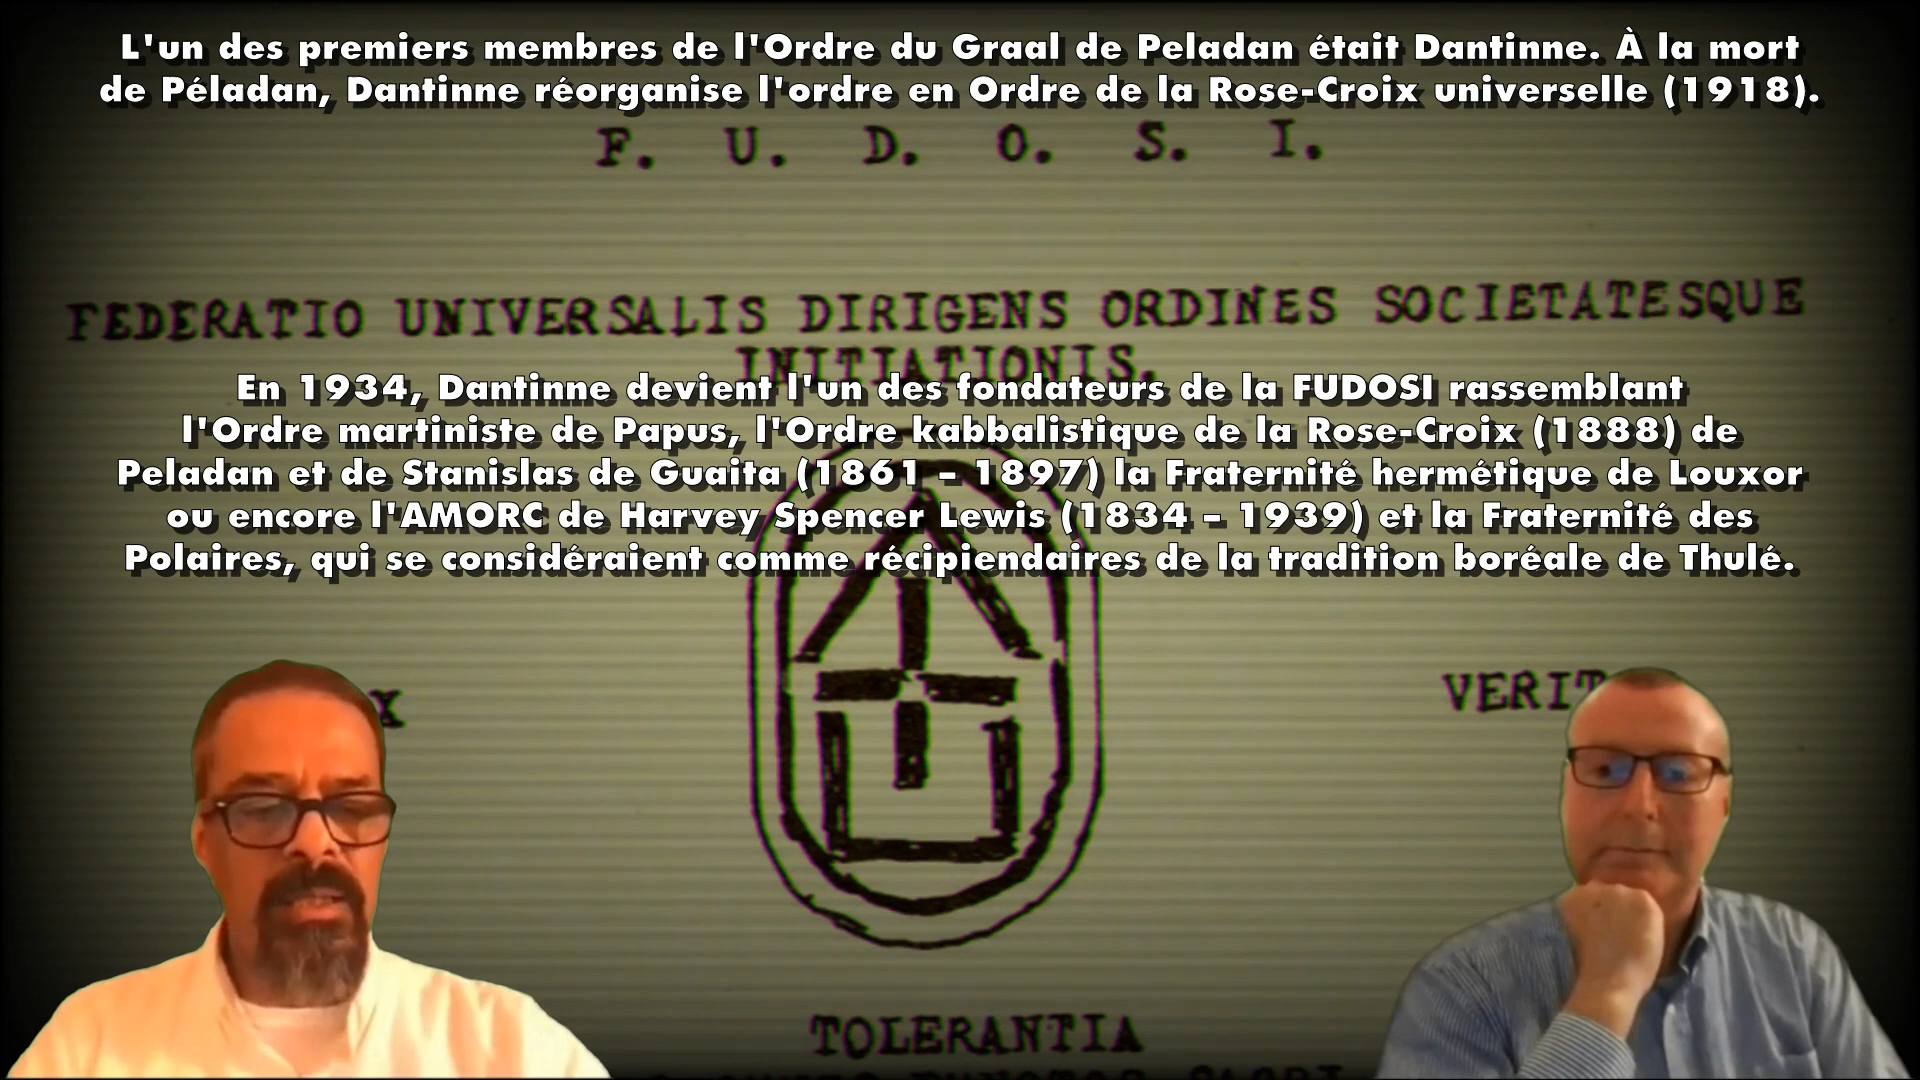 L'un des premiers membres de l'Ordre du Graal de Peladan était Dantinne. À la mort
de Péladan, Dantinne réorganise l'ordre en Ordre de la Rose-Croix universelle (1918).
F. U. D. O. S. I.
FEDERATIO UNIVERSALIS DIRIGENS ORDINES SOCIETATESQUE
INITIATIONIS.
En 1934, Dantinne devient l'un des fondateurs de la FUDOSI rassemblant
l'Ordre martiniste de Papus, l'Ordre kabbalistique de la Rose-Croix (1888) de
Peladan et de Stanislas de Guaita (1861 – 1897) la Fraternité hermétique de Louxor
ou encore l'AMORC de Harvey Spencer Lewis (1834 – 1939) et la Fraternité des
Polaires, qui se considéraient comme récipiendaires de la tradition boréale de Thulé.
X
VERIT
TOLERANTIA